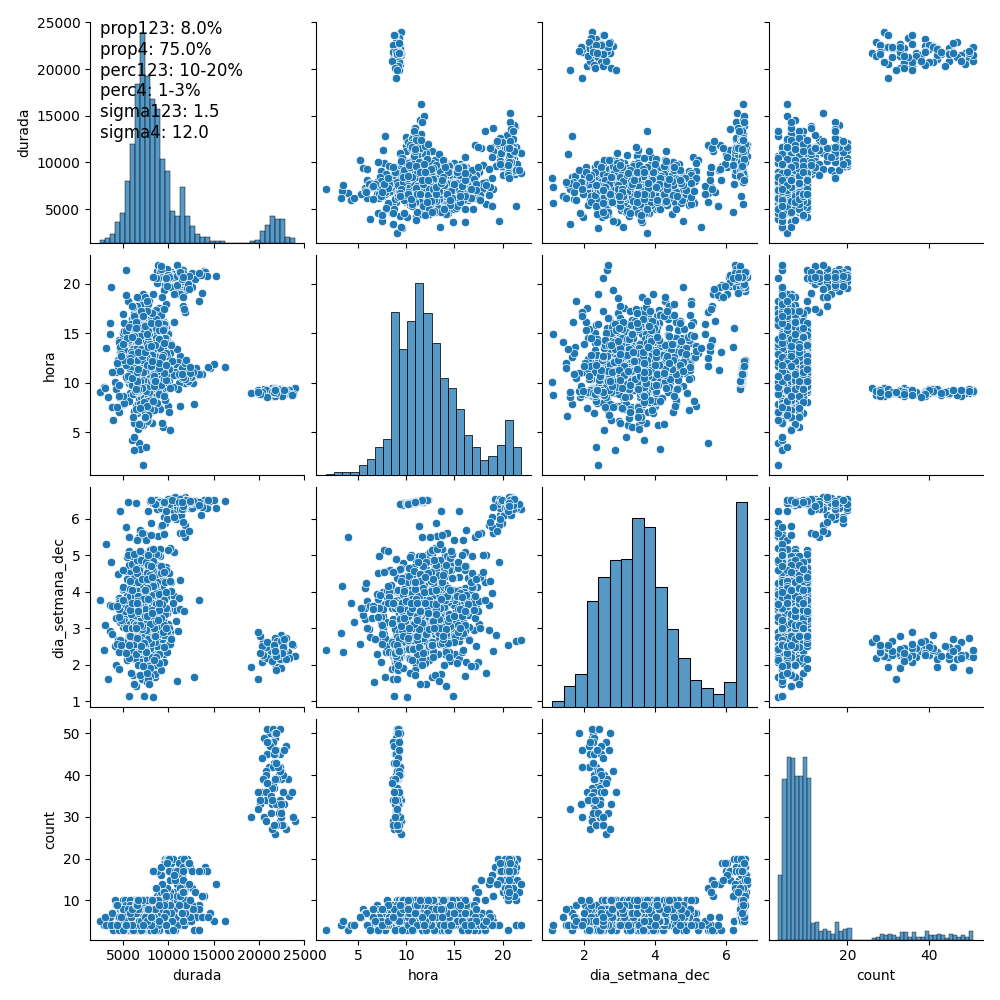 prop123: 8.0%
prop4: 75.0%
perc123: 10-20%
perc4: 1-3%
sigma123: 1.5
sigma4: 12.0
25000
20000
15000
10000
5000
durada
20
15
10
5
hora
6
5
4
3
2
1
dia_setmana_dec
50
40
30
20
10
count
5000 10000 15000 20000 25000
durada
5 10 15 20
hora
2 4 6
dia_setmana_dec
20 40
count